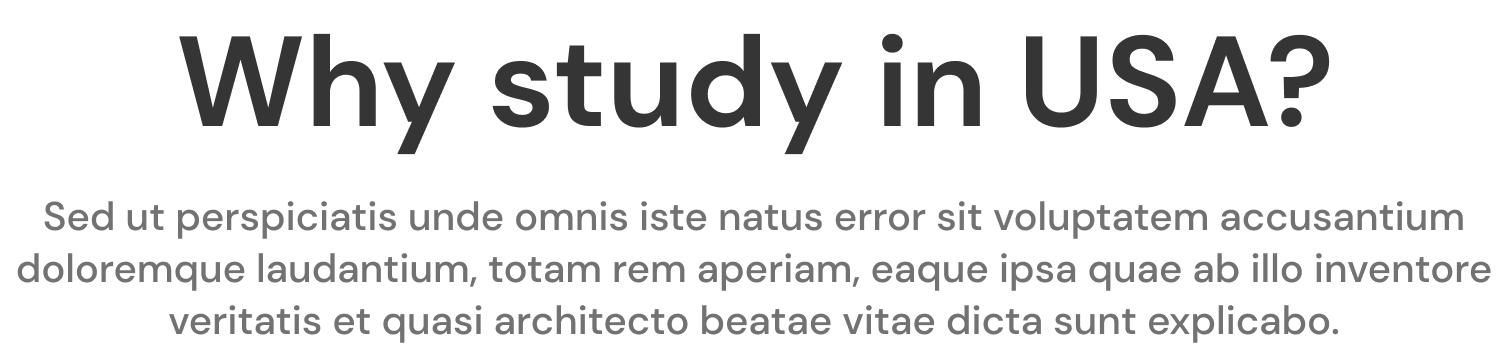 Why study in USA?
Sed ut perspiciatis unde omnis iste natus error sit voluptatem accusantium
doloremque laudantium, totam rem aperiam, eaque ipsa quae ab illo inventore
veritatis et quasi architecto beatae vitae dicta sunt explicabo.